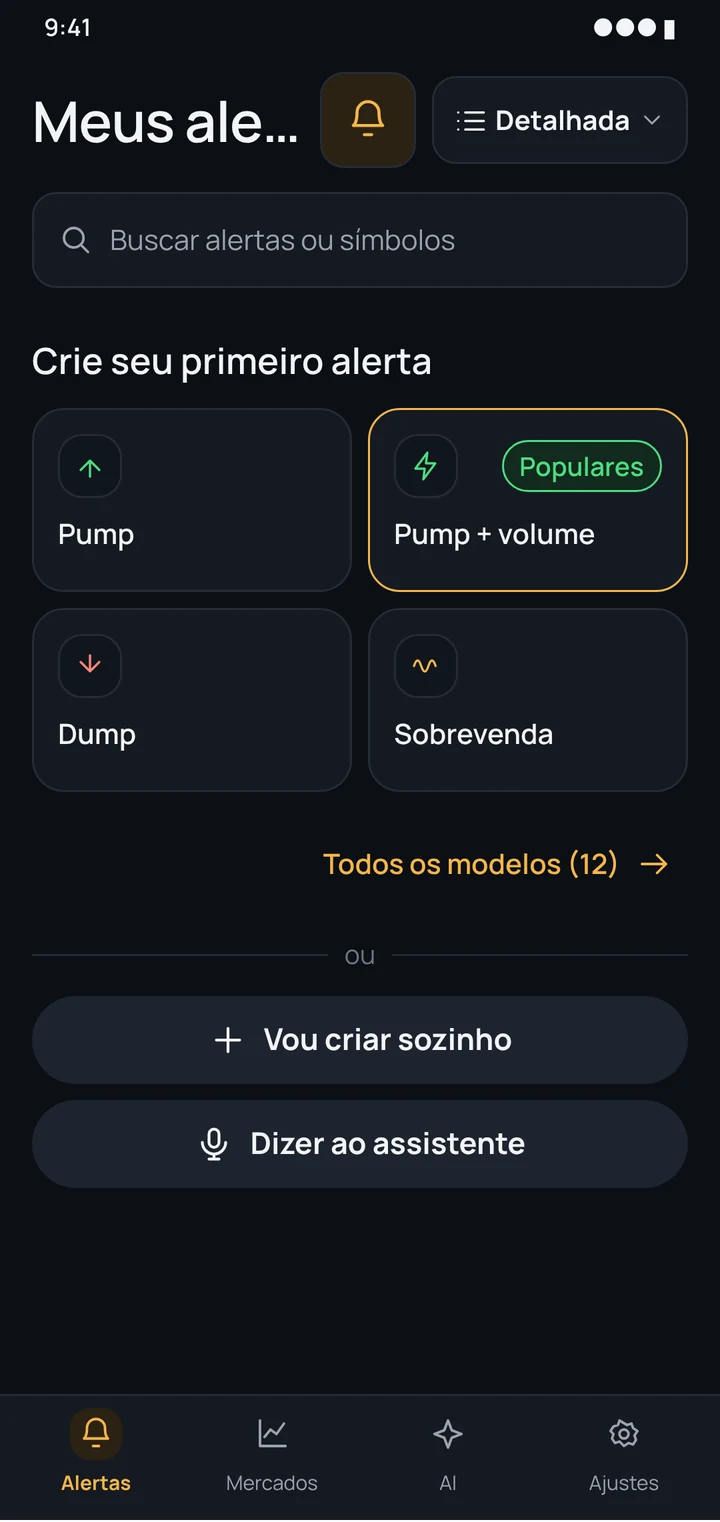 9:41
Meus ale...
Detalhada
Buscar alertas ou símbolos
Crie seu primeiro alerta
Pump
Populares
Pump + volume
Dump
Sobrevenda
Todos os modelos (12)
ou
Vou criar sozinho
Dizer ao assistente
Alertas
Mercados
AI
Ajustes